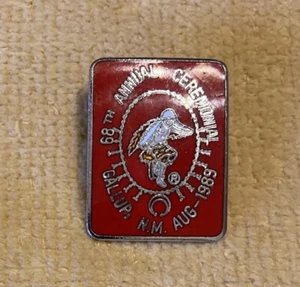 68TH ANNUAL CEREMONIAL
GALLUP, N.M. AUG.-1989
®